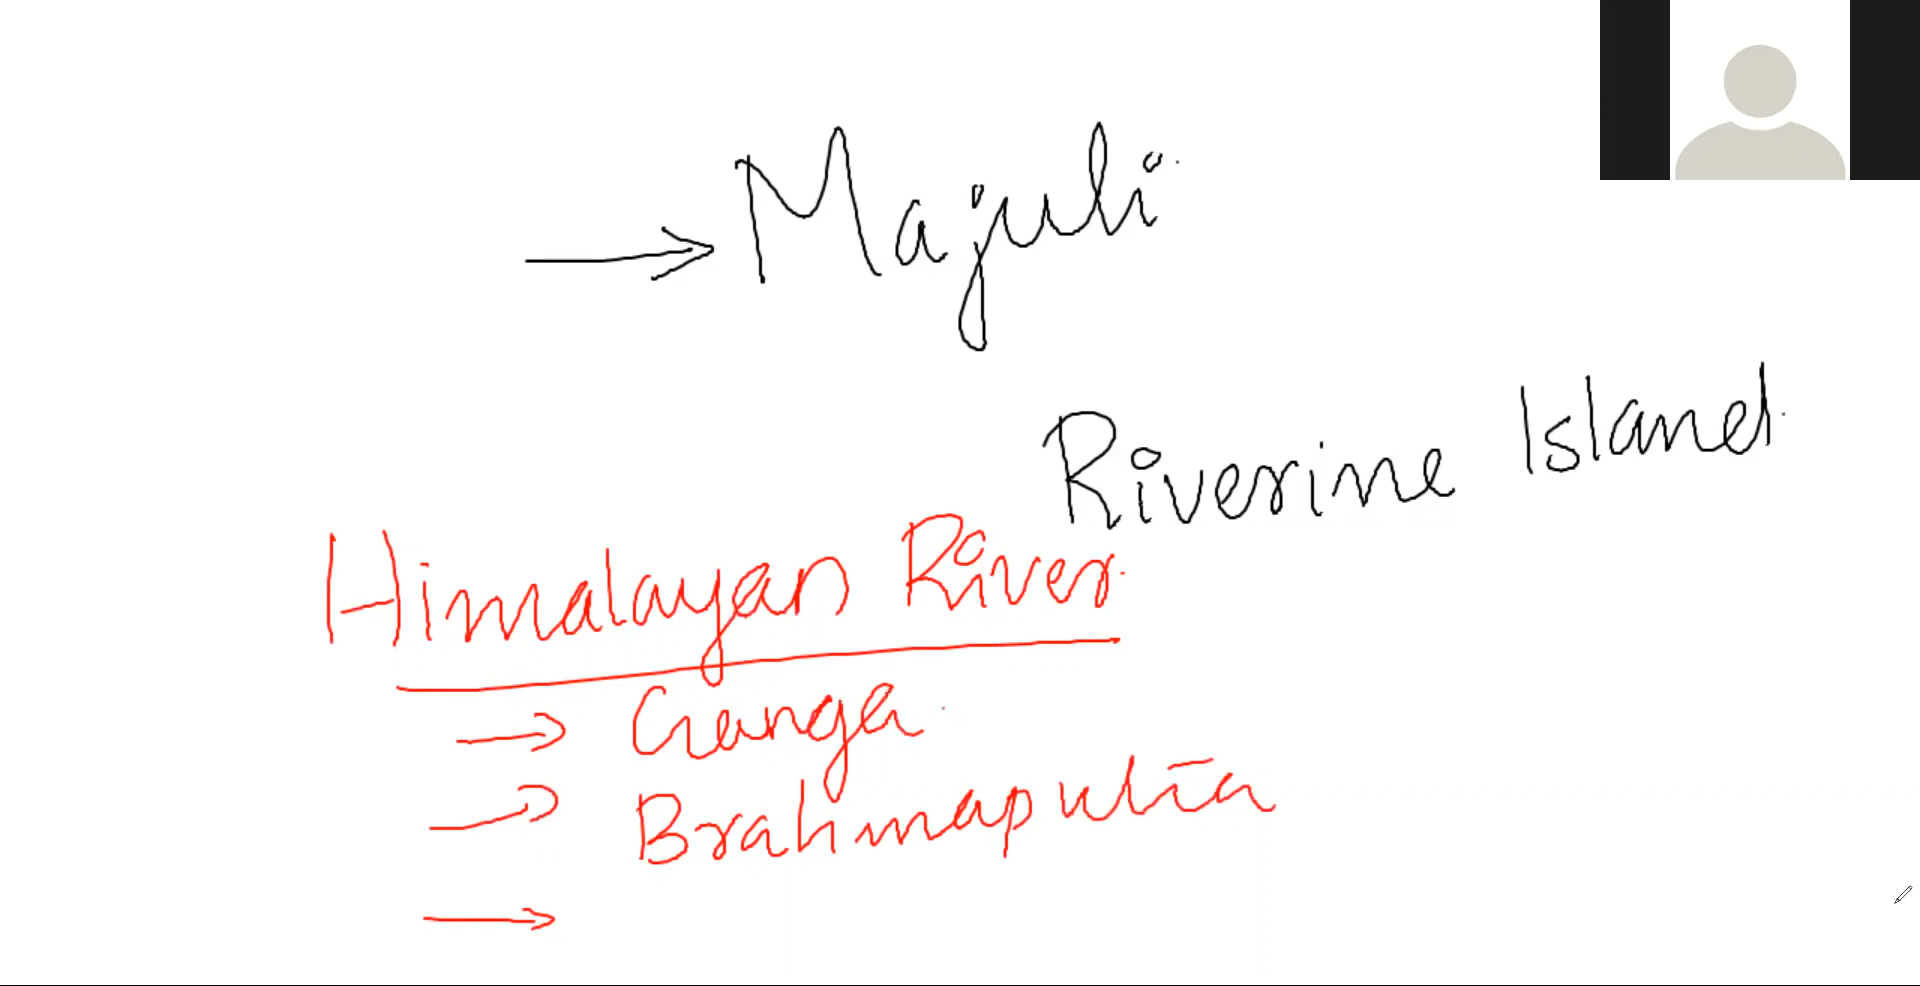 → Majuli
Riverine Island
Himalayan River
→ Ganga
→ Brahmaputra
→